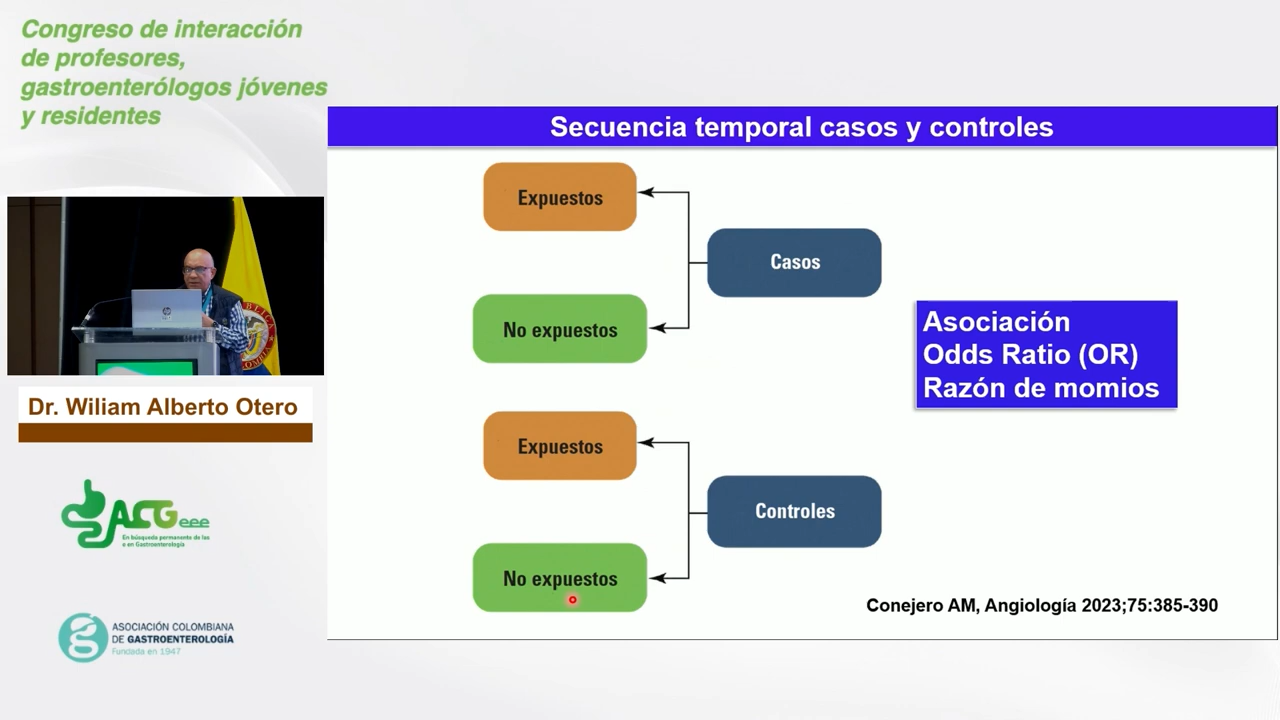 Congreso de interacción
de profesores,
gastroenterólogos jóvenes
y residentes
Secuencia temporal casos y controles
Expuestos
Casos
No expuestos
Asociación
Odds Ratio (OR)
Razón de momios
Expuestos
Controles
No expuestos
Conejero AM, Angiología 2023;75:385-390
Dr. Wiliam Alberto Otero
ACGeee
En búsqueda permanente de las
e en Gastroenterología
ASOCIACIÓN COLOMBIANA
DE GASTROENTEROLOGÍA
Fundada en 1947